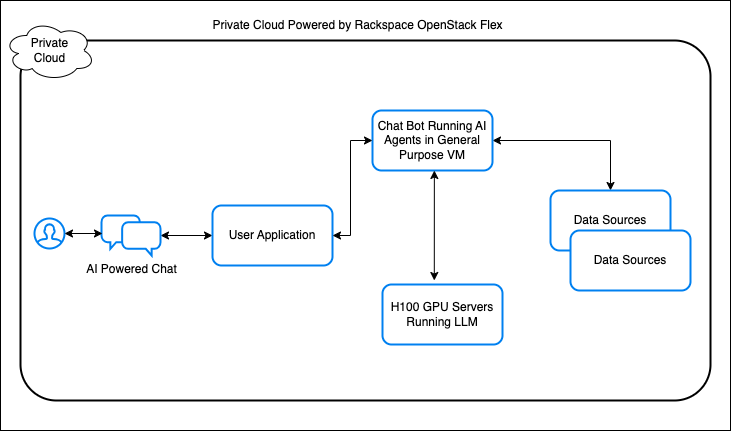 Private Cloud Powered by Rackspace OpenStack Flex
Private
Cloud
Chat Bot Running AI
Agents in General
Purpose VM
Data Sources
User Application
Data Sources
AI Powered Chat
H100 GPU Servers
Running LLM